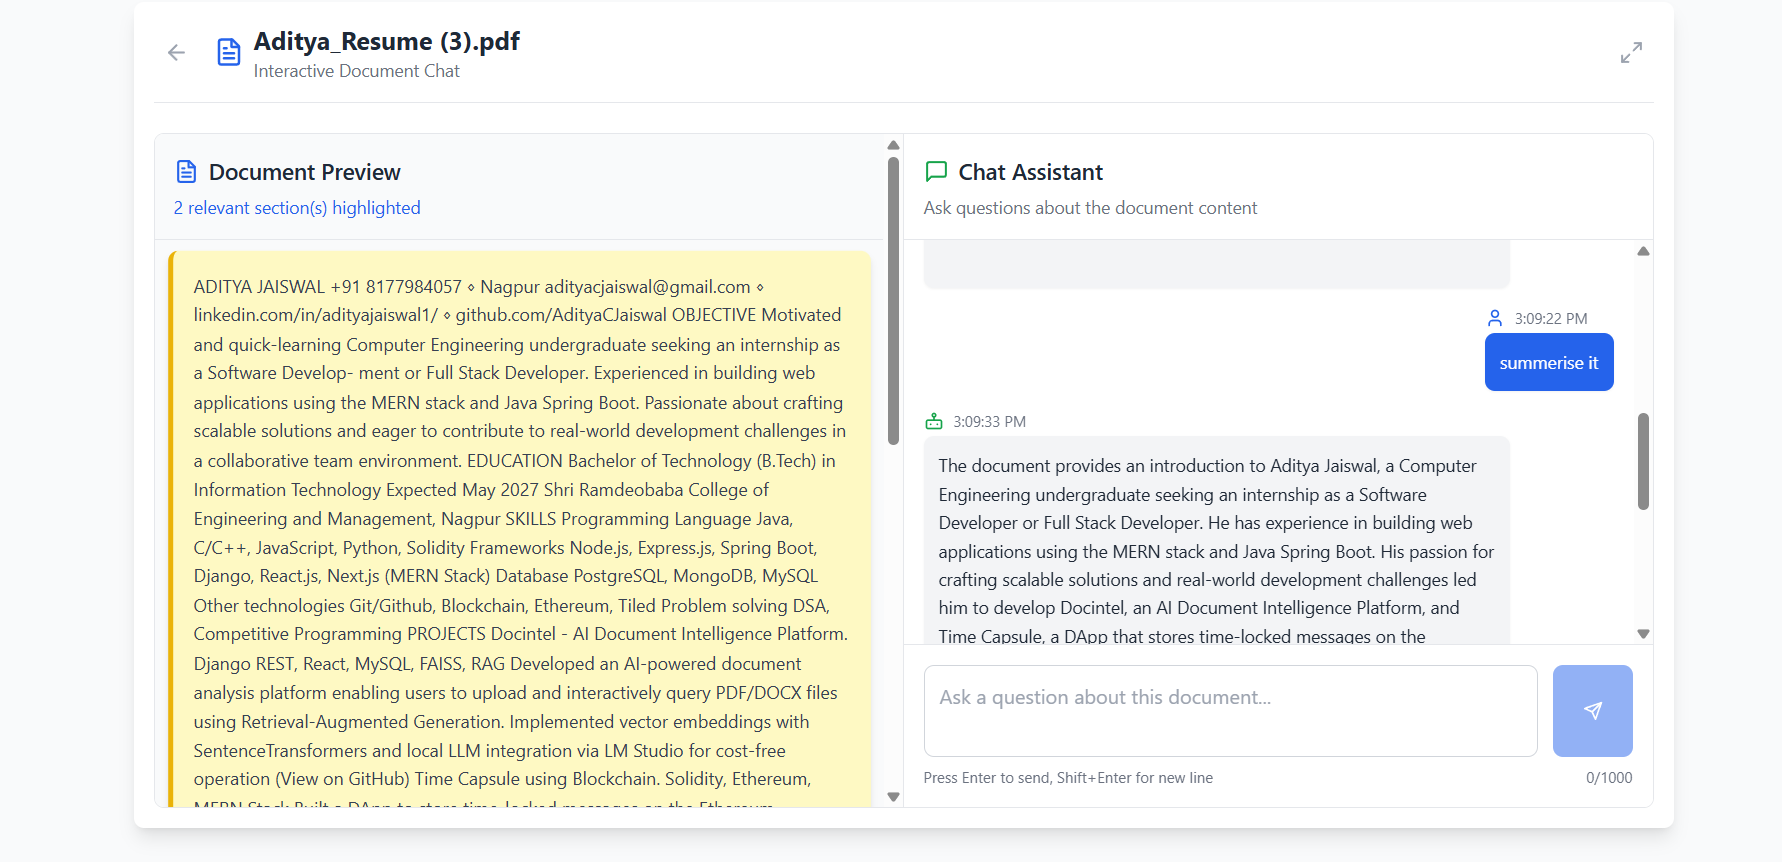 Aditya_Resume (3).pdf
Interactive Document Chat
Document Preview
2 relevant section(s) highlighted
ADITYA JAISWAL +91 8177984057 ⋄ Nagpur adityacjaiswal@gmail.com ⋄
linkedin.com/in/adityajaiswal1/ ⋄ github.com/AdityaCJaiswal OBJECTIVE Motivated
and quick-learning Computer Engineering undergraduate seeking an internship as
a Software Develop- ment or Full Stack Developer. Experienced in building web
applications using the MERN stack and Java Spring Boot. Passionate about crafting
scalable solutions and eager to contribute to real-world development challenges in
a collaborative team environment. EDUCATION Bachelor of Technology (B.Tech) in
Information Technology Expected May 2027 Shri Ramdeobaba College of
Engineering and Management, Nagpur SKILLS Programming Language Java,
C/C++, JavaScript, Python, Solidity Frameworks Node.js, Express.js, Spring Boot,
Django, React.js, Next.js (MERN Stack) Database PostgreSQL, MongoDB, MySQL
Other technologies Git/Github, Blockchain, Ethereum, Tiled Problem solving DSA,
Competitive Programming PROJECTS Docintel - AI Document Intelligence Platform.
Django REST, React, MySQL, FAISS, RAG Developed an AI-powered document
analysis platform enabling users to upload and interactively query PDF/DOCX files
using Retrieval-Augmented Generation. Implemented vector embeddings with
SentenceTransformers and local LLM integration via LM Studio for cost-free
operation (View on GitHub) Time Capsule using Blockchain. Solidity, Ethereum,
MERN Stack Built a DApp to store time-locked messages on the Ethereum
Chat Assistant
Ask questions about the document content
3:09:22 PM
summerise it
3:09:33 PM
The document provides an introduction to Aditya Jaiswal, a Computer
Engineering undergraduate seeking an internship as a Software
Developer or Full Stack Developer. He has experience in building web
applications using the MERN stack and Java Spring Boot. His passion for
crafting scalable solutions and real-world development challenges led
him to develop Docintel, an AI Document Intelligence Platform, and
Time Capsule, a DApp that stores time-locked messages on the
Ask a question about this document...
Press Enter to send, Shift+Enter for new line
0/1000